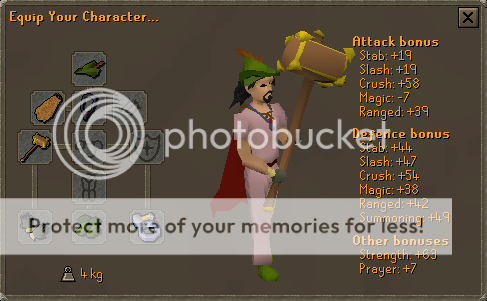 Equip Your Character...
Attack bonus
Stab: +19
Slash: +19
Crush: +58
Magic: -7
Ranged: +39
Defence bonus
Stab: +44
Slash: +47
Crush: +54
Magic: +38
Ranged: +42
Summoning: +49
Other bonuses
Strength: +63
Prayer: +7
4 kg
photobucket
Protect more of your memories for less!